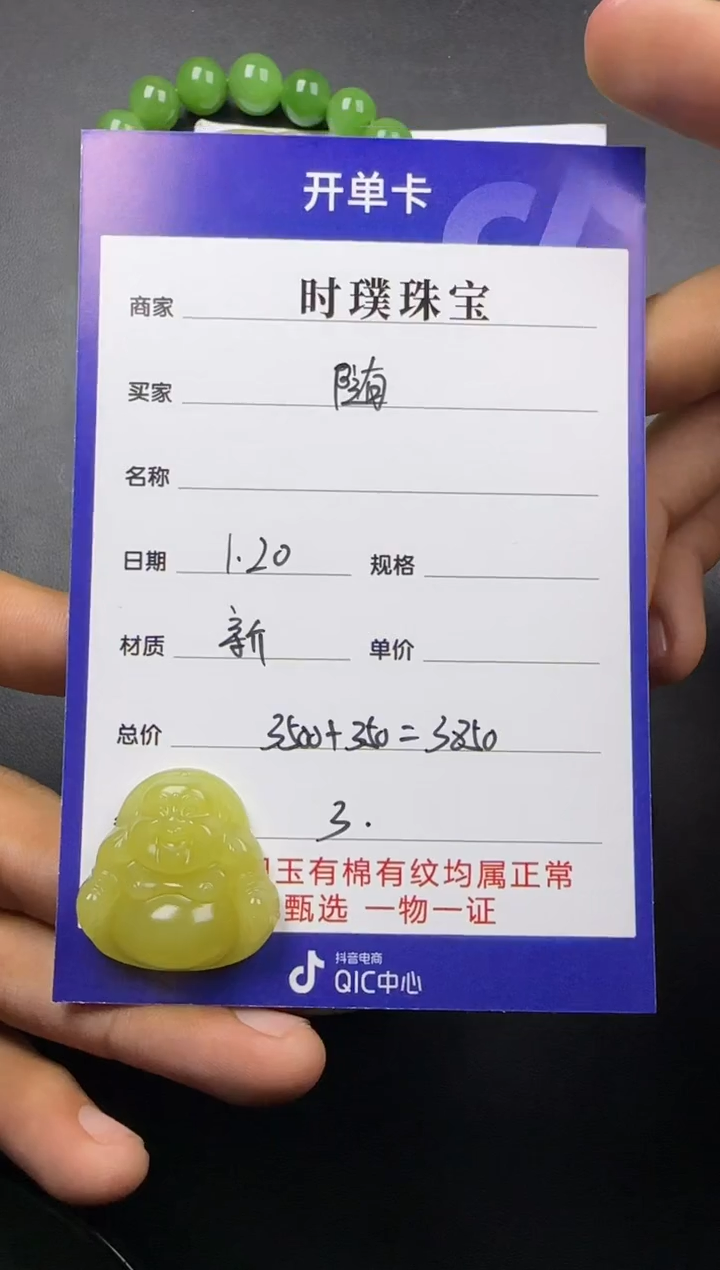 开单卡
商家 时璞珠宝
买家 随
名称
日期 1.20 规格
材质 新 单价
总价 3500+350=3850
3.
玉有棉有纹均属正常
甄选 一物一证
抖音电商
QIC中心